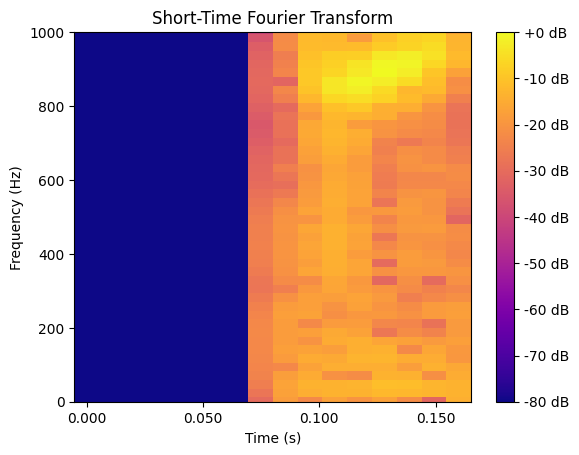 Short-Time Fourier Transform
1000
800
600
400
200
0
Frequency (Hz)
0.000
0.050
0.100
0.150
Time (s)
+0 dB
-10 dB
-20 dB
-30 dB
-40 dB
-50 dB
-60 dB
-70 dB
-80 dB